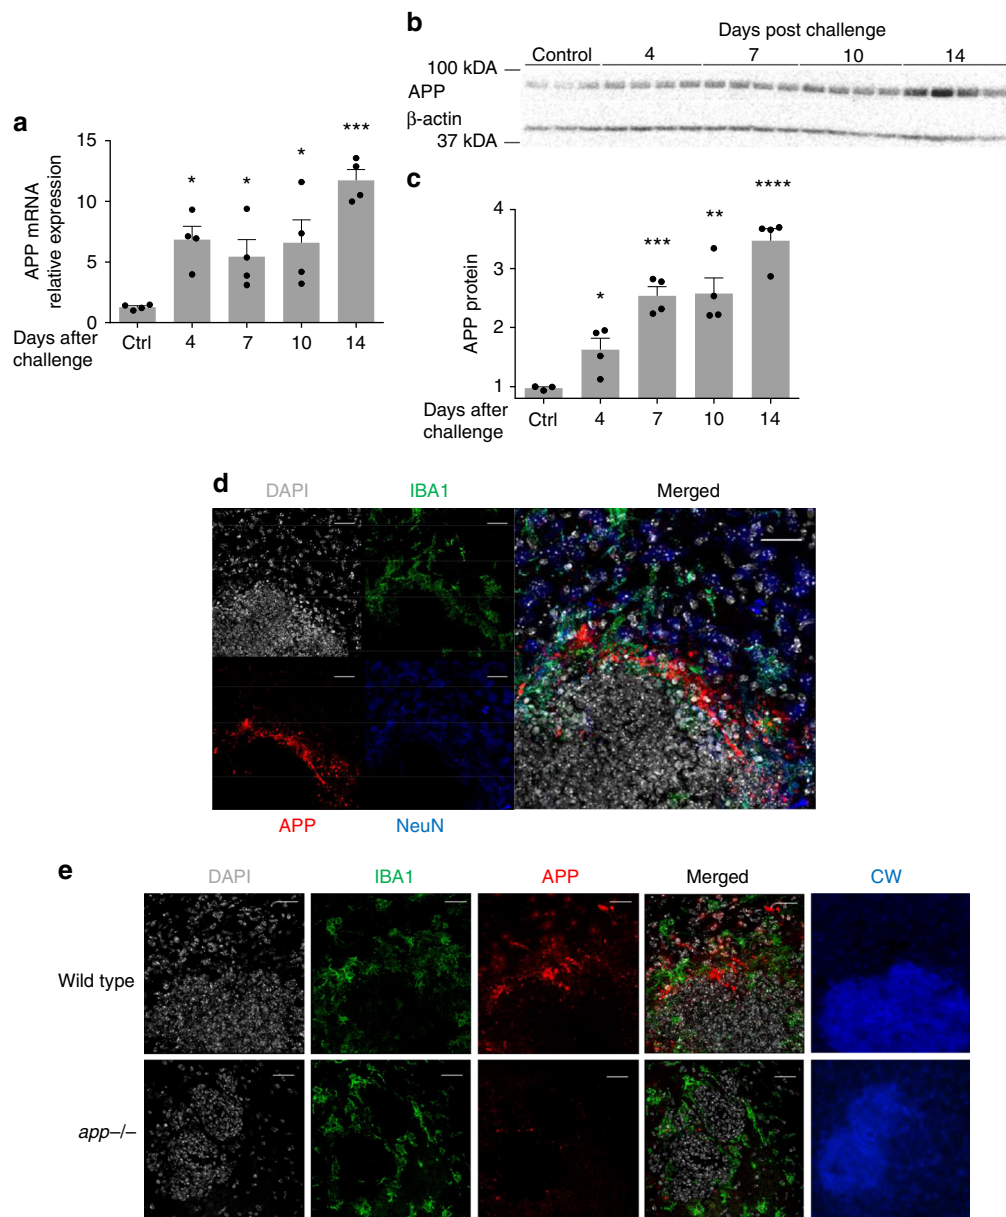 a
APP mRNA
relative expression
15
10
5
0
*
*
*
***
Days after
challenge
Ctrl
4
7
10
14
b
Days post challenge
Control
4
7
10
14
100 kDA
APP
β-actin
37 kDA
c
APP protein
4
3
2
1
*
***
**
****
Days after
challenge
Ctrl
4
7
10
14
d
DAPI
IBA1
Merged
APP
NeuN
e
DAPI
IBA1
APP
Merged
CW
Wild type
app–/–